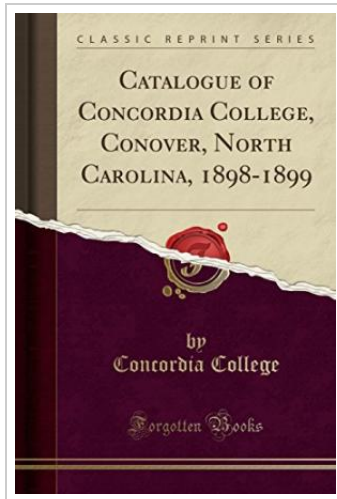 CLASSIC REPRINT SERIES
CATALOGUE OF
CONCORDIA COLLEGE,
CONOVER, NORTH
CAROLINA, 1898-1899
by
Concordia College
Forgotten Books